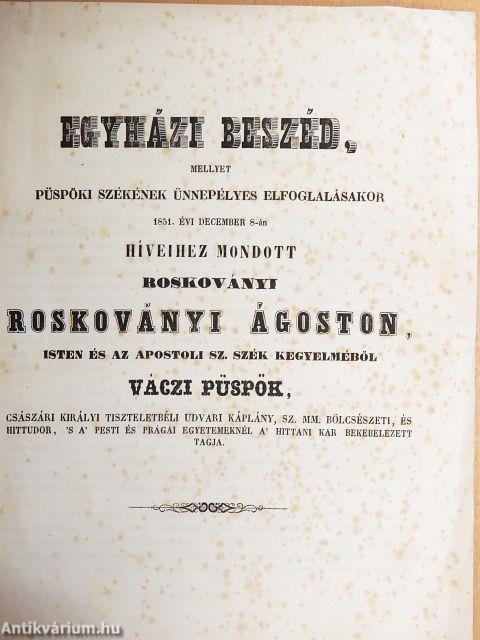 EGYHÁZI BESZÉD,
MELLYET
PÜSPÖKI SZÉKÉNEK ÜNNEPÉLYES ELFOGLALÁSAKOR
1851. ÉVI DECEMBER 8-án
HÍVEIHEZ MONDOTT
ROSKOVÁNYI
ROSKOVÁNYI ÁGOSTON,
ISTEN ÉS AZ APOSTOLI SZ. SZÉK KEGYELMÉBŐL
VÁCZI PÜSPÖK,
CSÁSZÁRI KIRÁLYI TISZTELETBÉLI UDVARI KÁPLÁNY, SZ. MM. BÖLCSÉSZETI, ÉS
HITTUDOR, 'S A' PESTI ÉS PRÁGAI EGYETEMEKNÉL A' HITTANI KAR BEKEBELEZETT
TAGJA.
Antikvárium.hu